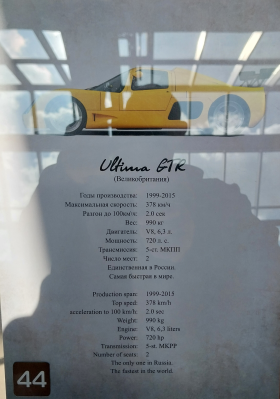 Ultima GTR
(Великобритания)
Годы производства: 1999-2015
Максимальная скорость: 378 км/ч
Разгон до 100км/ч: 2.0 сек
Вес: 990 кг
Двигатель: V8, 6,3 л.
Мощность: 720 л. с.
Трансмиссия: 5-ст. МКПП
Число мест: 2
Единственная в России.
Самая быстрая в мире.
Production span: 1999-2015
Top speed: 378 km/h
acceleration to 100 km/h: 2.0 sec
Weight: 990 kg
Engine: V8, 6,3 liters
Power: 720 hp
Transmission: 5-st. MKPP
Number of seats: 2
The only one in Russia.
The fastest in the world.
44